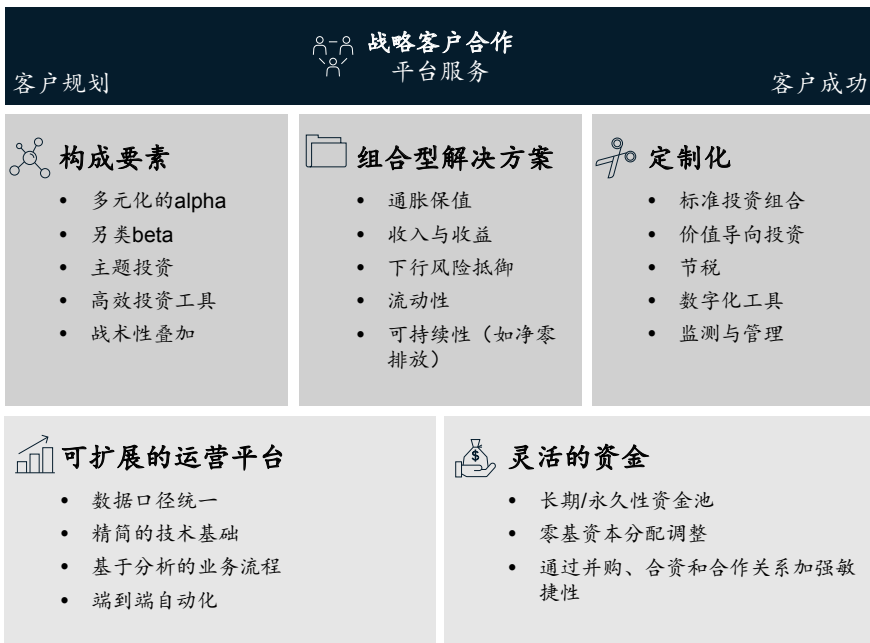 战略客户合作
平台服务
客户规划
客户成功
构成要素
• 多元化的alpha
• 另类beta
• 主题投资
• 高效投资工具
• 战术性叠加
组合型解决方案
• 通胀保值
• 收入与收益
• 下行风险抵御
• 流动性
• 可持续性（如净零
排放）
定制化
• 标准投资组合
• 价值导向投资
• 节税
• 数字化工具
• 监测与管理
可扩展的运营平台
• 数据口径统一
• 精简的技术基础
• 基于分析的业务流程
• 端到端自动化
$ 灵活的资金
• 长期/永久性资金池
• 零基资本分配调整
• 通过并购、合资和合作关系加强敏
捷性